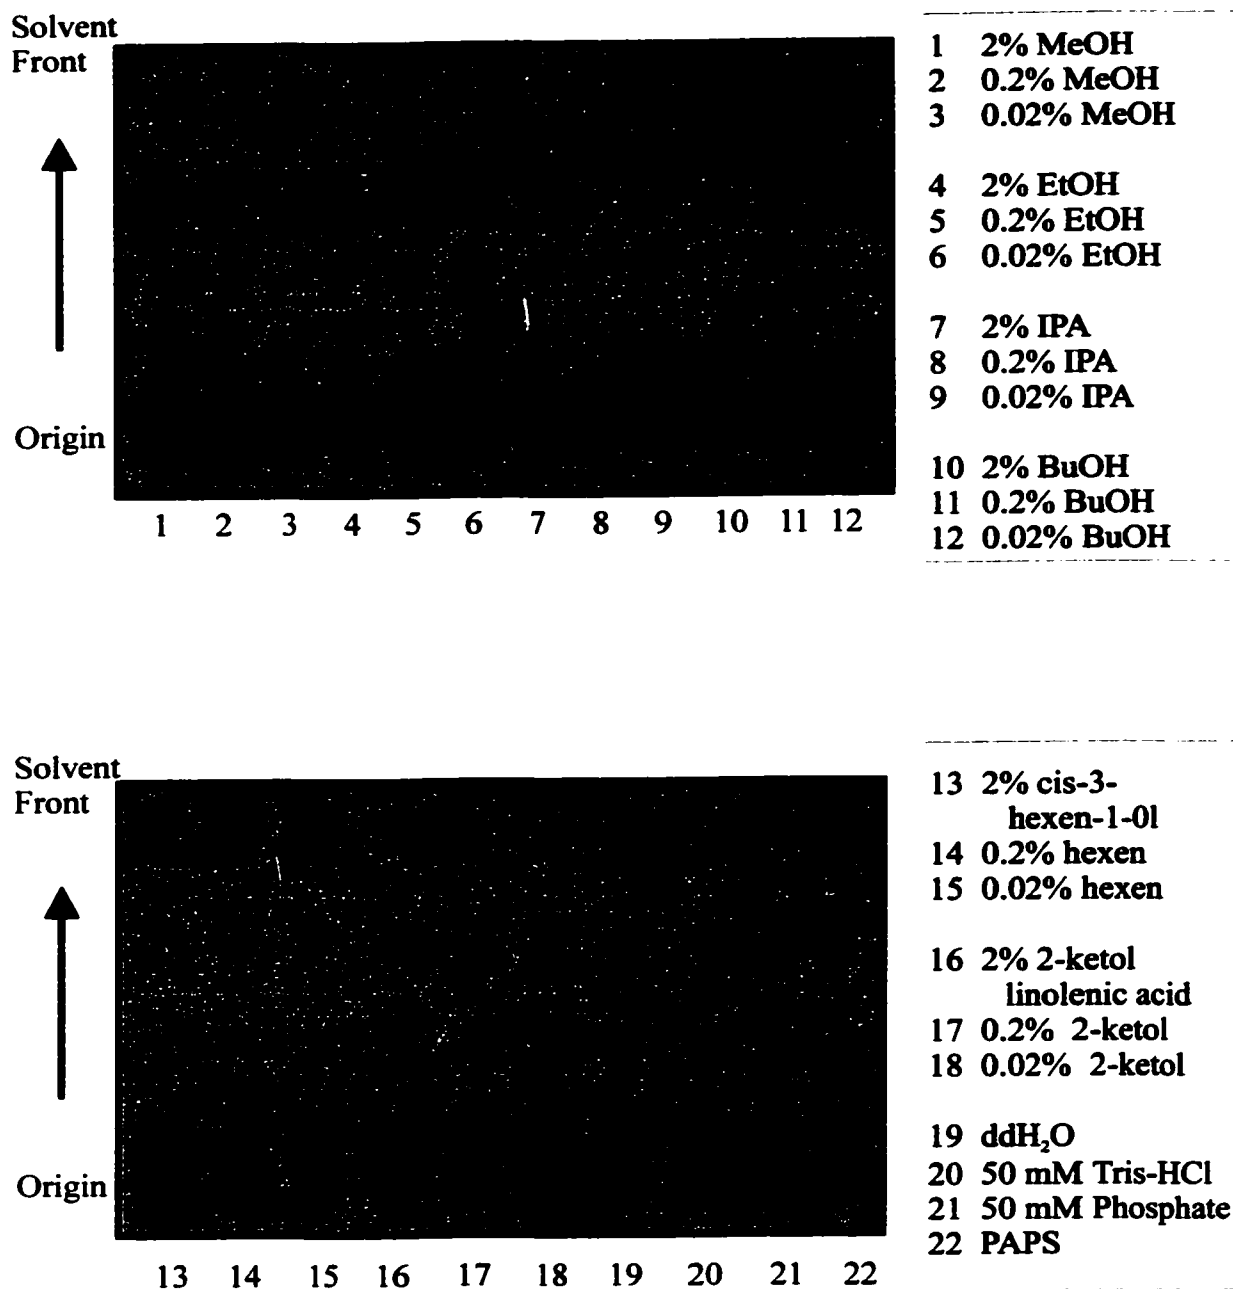 Solvent
Front
Origin
1 2 3 4 5 6 7 8 9 10 11 12
1 2% MeOH
2 0.2% MeOH
3 0.02% MeOH
4 2% EtOH
5 0.2% EtOH
6 0.02% EtOH
7 2% IPA
8 0.2% IPA
9 0.02% IPA
10 2% BuOH
11 0.2% BuOH
12 0.02% BuOH
Solvent
Front
Origin
13 14 15 16 17 18 19 20 21 22
13 2% cis-3-
hexen-1-0l
14 0.2% hexen
15 0.02% hexen
16 2% 2-ketol
linolenic acid
17 0.2% 2-ketol
18 0.02% 2-ketol
19 ddH₂O
20 50 mM Tris-HCl
21 50 mM Phosphate
22 PAPS